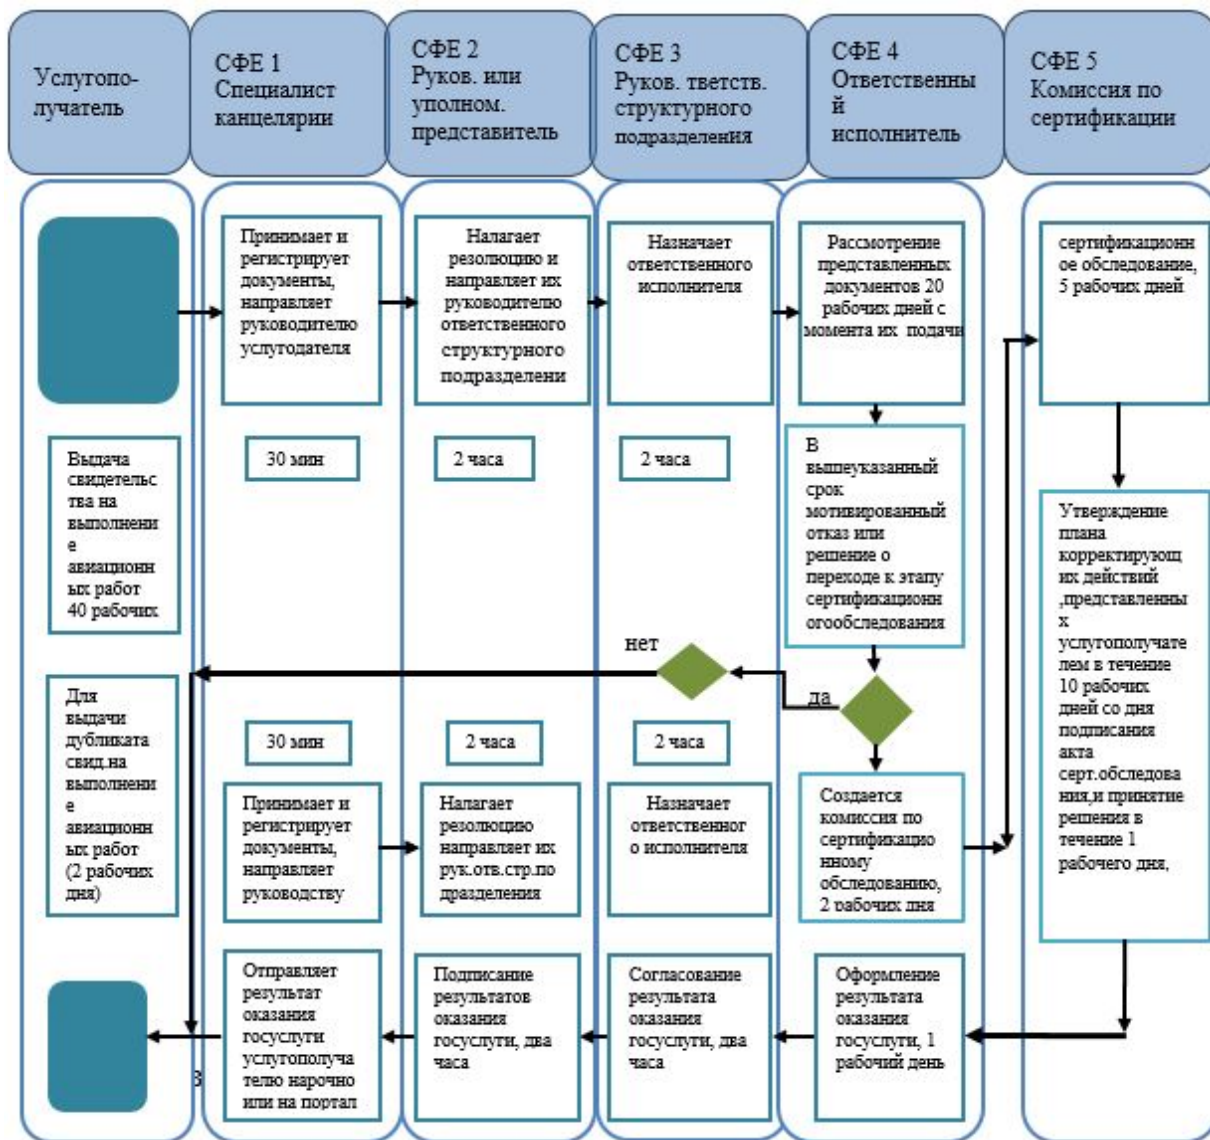 Услугопо-
лучатель
СФЕ 1
Специалист
канцелярии
СФЕ 2
Руков. или
уполном.
представитель
СФЕ 3
Руков. тветств.
структурного
подразделения
СФЕ 4
Ответственны
й
исполнитель
СФЕ 5
Комиссия по
сертификации
Принимает и
регистрирует
документы,
направляет
руководителю
услугодателя
Налагает
резолюцию и
направляет их
руководителю
ответственного
структурного
подразделени
Назначает
ответственного
исполнителя
Рассмотрение
представленных
документов 20
рабочих дней с
момента их подачи
сертификационн
ое обследование,
5 рабочих дней
Выдача
свидетельс
тва на
выполнени
е
авиационн
ых работ
40 рабочих
30 мин
2 часа
2 часа
В
вышеуказанный
срок
мотивированный
отказ или
решение о
переходе к этапу
сертификационн
огообследования
Утверждение
плана
корректирующ
их действий
,представленны
х
услугополучате
лем в течение
10 рабочих
дней со дня
подписания
акта
серт.обследова
ния,и принятие
решения в
течение 1
рабочего дня,
нет
да
Для
выдачи
дубликата
свид.на
выполнение
е
авиационн
ых работ
(2 рабочих
дня)
30 мин
2 часа
2 часа
Принимает и
регистрирует
документы,
направляет
руководству
Налагает
резолюцию
направляет их
рук.отв.стр.по
дразделения
Назначает
ответственног
о исполнителя
Создается
комиссия по
сертификацио
нному
обследованию,
2 рабочих дня
Отправляет
результат
оказания
госуслуги
услугополуча
телю нарочно
или на портал
Подписание
результатов
оказания
госуслуги, два
часа
Согласование
результата
оказания
госуслуги, два
часа
Оформление
результата
оказания
госуслуги, 1
рабочий день